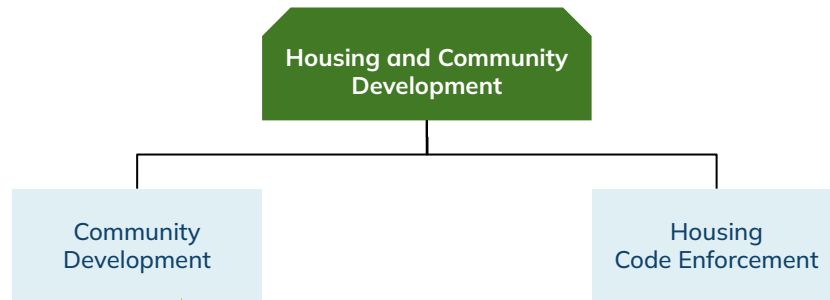 Housing and Community
Development
Community
Development
Housing
Code Enforcement